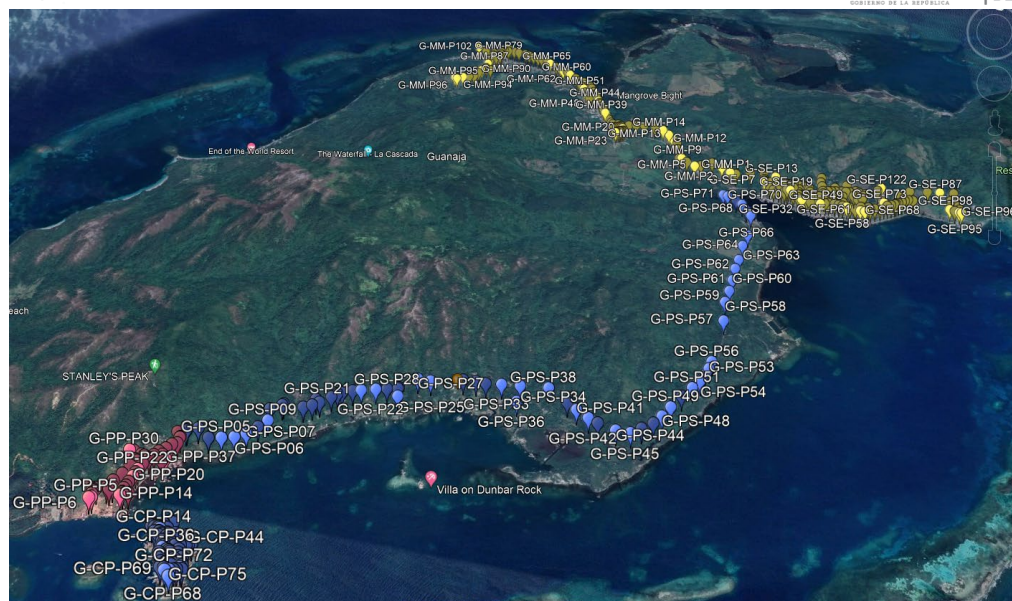 GOBIERNO DE LA REPÚBLICA
G-MM-P102
G-MM-P79
G-MM-P87
G-MM-P65
G-MM-P95
G-MM-P90
G-MM-P60
G-MM-P96
G-MM-P94
G-MM-P62
G-MM-P51
G-MM-P44
Mangrove Bight
G-MM-P39
G-MM-P14
G-MM-P13
G-MM-P23
G-MM-P12
End of the World Resort
The Waterfall - La Cascada
Guanaja
G-MM-P9
G-MM-P5
G-MM-P1
G-SE-P13
Res
G-MM-P2
G-SE-P7
G-SE-P19
G-SE-P122
G-SE-P87
G-PS-P71
G-PS-P70
G-SE-P49
G-SE-P73
G-SE-P98
G-PS-P68
G-SE-P32
G-SE-P61
G-SE-P68
G-SE-P96
G-SE-P58
G-SE-P95
G-PS-P66
G-PS-P64
G-PS-P63
G-PS-P62
G-PS-P61
G-PS-P60
G-PS-P59
G-PS-P58
each
G-PS-P57
G-PS-P56
G-PS-P53
STANLEY'S PEAK
G-PS-P28
G-PS-P38
G-PS-P51
G-PS-P21
G-PS-P27
G-PS-P54
G-PS-P34
G-PS-P49
G-PS-P09
G-PS-P22
G-PS-P25
G-PS-P33
G-PS-P41
G-PS-P36
G-PS-P48
G-PS-P05
G-PS-P07
G-PP-P30
G-PS-P42
G-PS-P44
G-PS-P06
G-PS-P45
G-PP-P22
G-PP-P37
G-PP-P20
G-PP-P5
G-PP-P14
Villa on Dunbar Rock
G-PP-P6
G-CP-P14
G-CP-P36
G-CP-P44
G-CP-P72
G-CP-P69
G-CP-P75
G-CP-P68